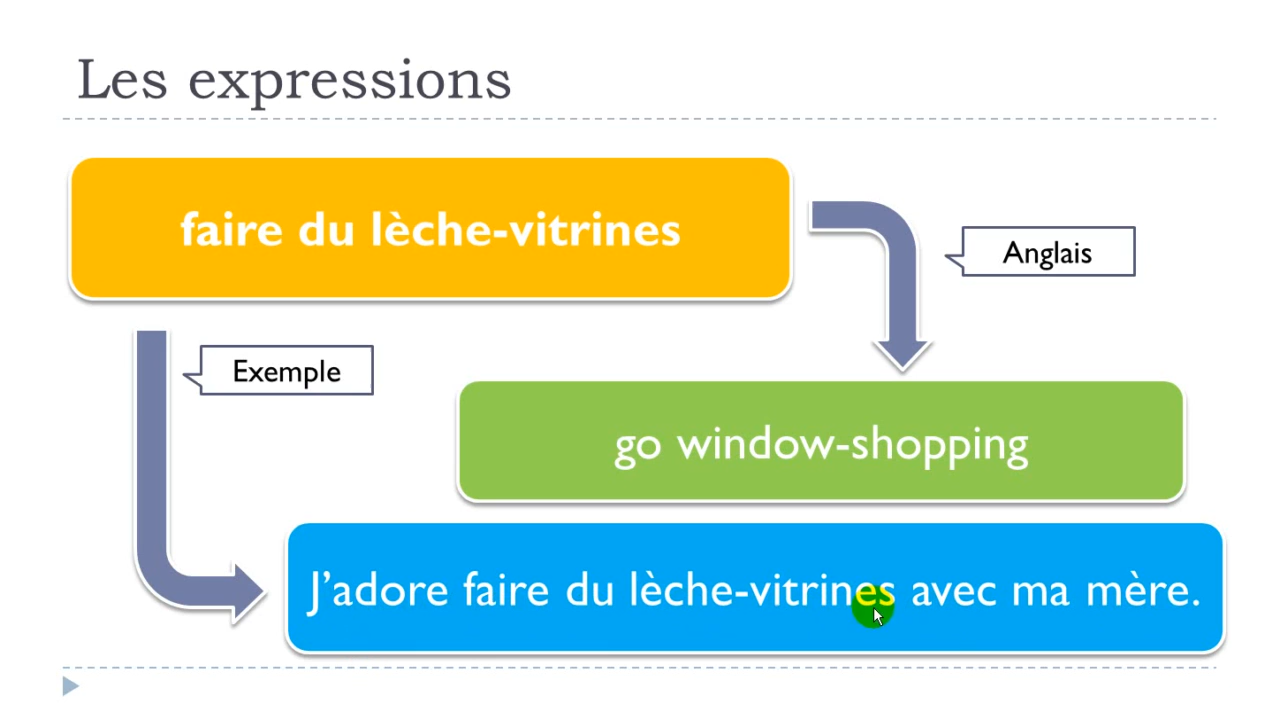 Les expressions
faire du lèche-vitrines
Anglais
Exemple
go window-shopping
J’adore faire du lèche-vitrines avec ma mère.